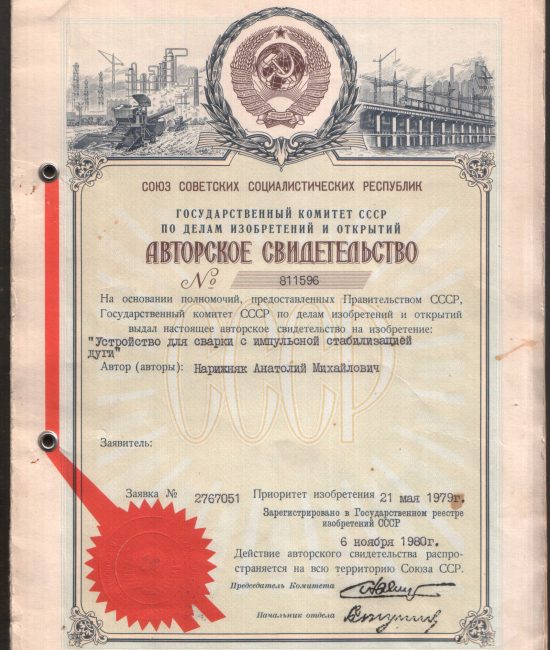 СОЮЗ СОВЕТСКИХ СОЦИАЛИСТИЧЕСКИХ РЕСПУБЛИК
ГОСУДАРСТВЕННЫЙ КОМИТЕТ СССР
ПО ДЕЛАМ ИЗОБРЕТЕНИЙ И ОТКРЫТИЙ
АВТОРСКОЕ СВИДЕТЕЛЬСТВО
№ 811596
На основании полномочий, предоставленных Правительством СССР,
Государственный комитет СССР по делам изобретений и открытий
выдал настоящее авторское свидетельство на изобретение:
"Устройство для сварки с импульсной стабилизацией
дуги"
Автор (авторы): Нарижняк Анатолий Михайлович
СССР
Заявитель:
Заявка № 2767051 Приоритет изобретения 21 мая 1979г.
Зарегистрировано в Государственном реестре
изобретений СССР
6 ноября 1980г.
Действие авторского свидетельства распро-
страняется на всю территорию Союза ССР.
Председатель Комитета
Начальник отдела